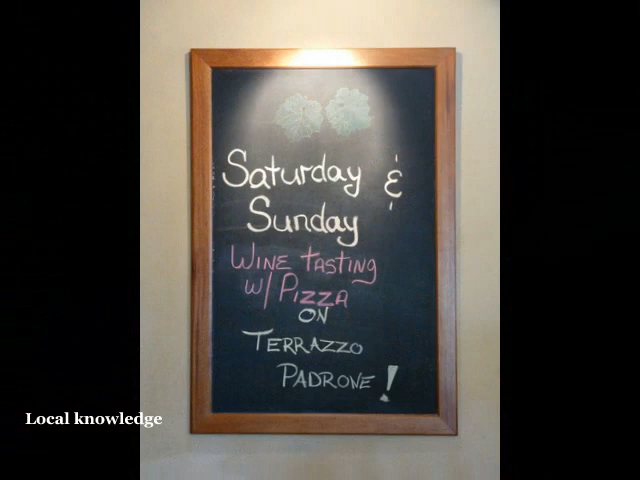 Saturday &
Sunday
Wine tasting
w/ Pizza
ON
TERRAZZO
PADRONE!
Local knowledge